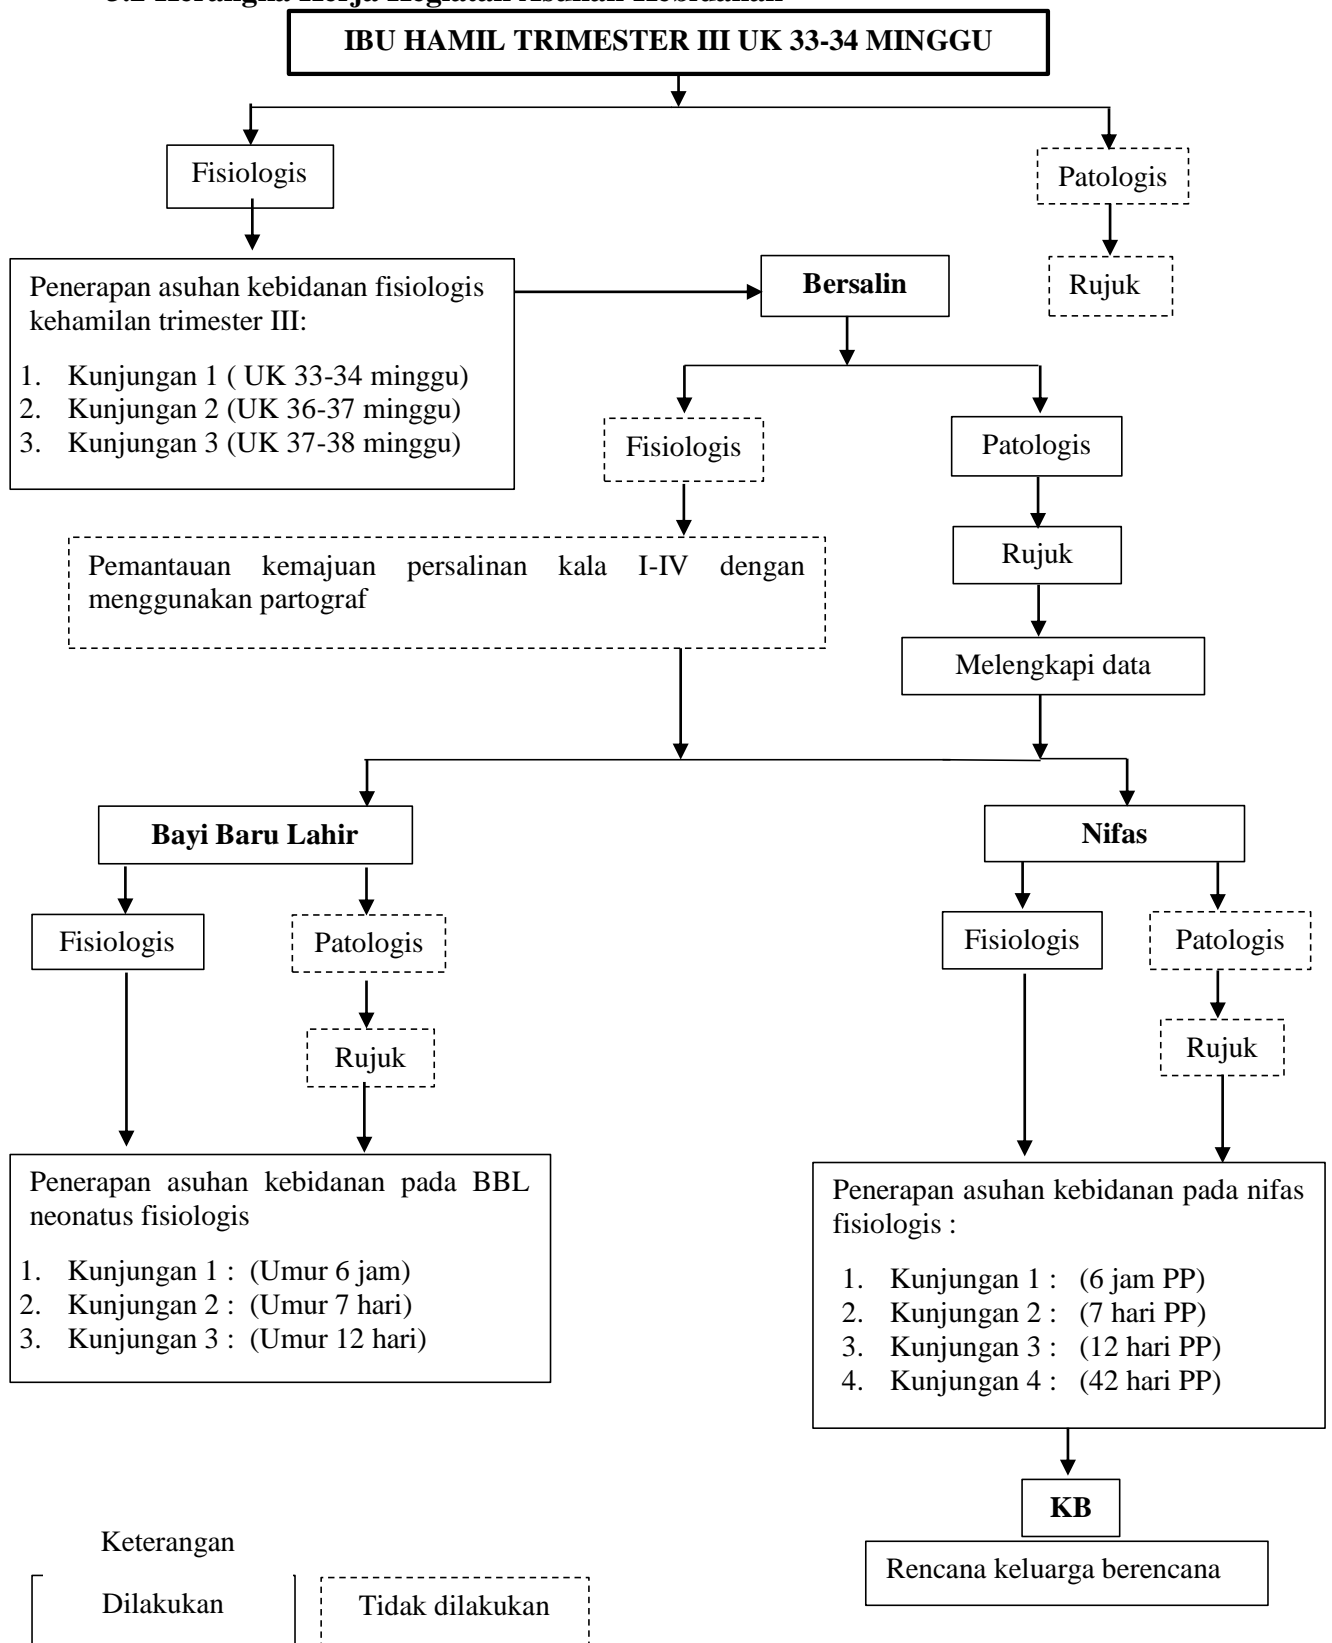 IBU HAMIL TRIMESTER III UK 33-34 MINGGU
Fisiologis
Patologis
Rujuk
Penerapan asuhan kebidanan fisiologis
kehamilan trimester III:
1. Kunjungan 1 ( UK 33-34 minggu)
2. Kunjungan 2 (UK 36-37 minggu)
3. Kunjungan 3 (UK 37-38 minggu)
Bersalin
Fisiologis
Patologis
Rujuk
Pemantauan kemajuan persalinan kala I-IV dengan
menggunakan partograf
Melengkapi data
Bayi Baru Lahir
Nifas
Fisiologis
Patologis
Rujuk
Fisiologis
Patologis
Rujuk
Penerapan asuhan kebidanan pada BBL
neonatus fisiologis
1. Kunjungan 1 : (Umur 6 jam)
2. Kunjungan 2 : (Umur 7 hari)
3. Kunjungan 3 : (Umur 12 hari)
Penerapan asuhan kebidanan pada nifas
fisiologis :
1. Kunjungan 1 : (6 jam PP)
2. Kunjungan 2 : (7 hari PP)
3. Kunjungan 3 : (12 hari PP)
4. Kunjungan 4 : (42 hari PP)
KB
Rencana keluarga berencana
Keterangan
Dilakukan
Tidak dilakukan